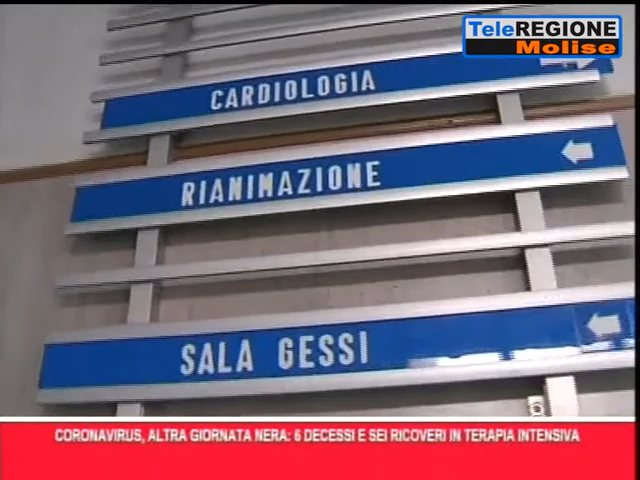 TeleREGIONE
Molise
CARDIOLOGIA
RIANIMAZIONE
SALA GESSI
CORONAVIRUS, ALTRA GIORNATA NERA: 6 DECESSI E SEI RICOVERI IN TERAPIA INTENSIVA